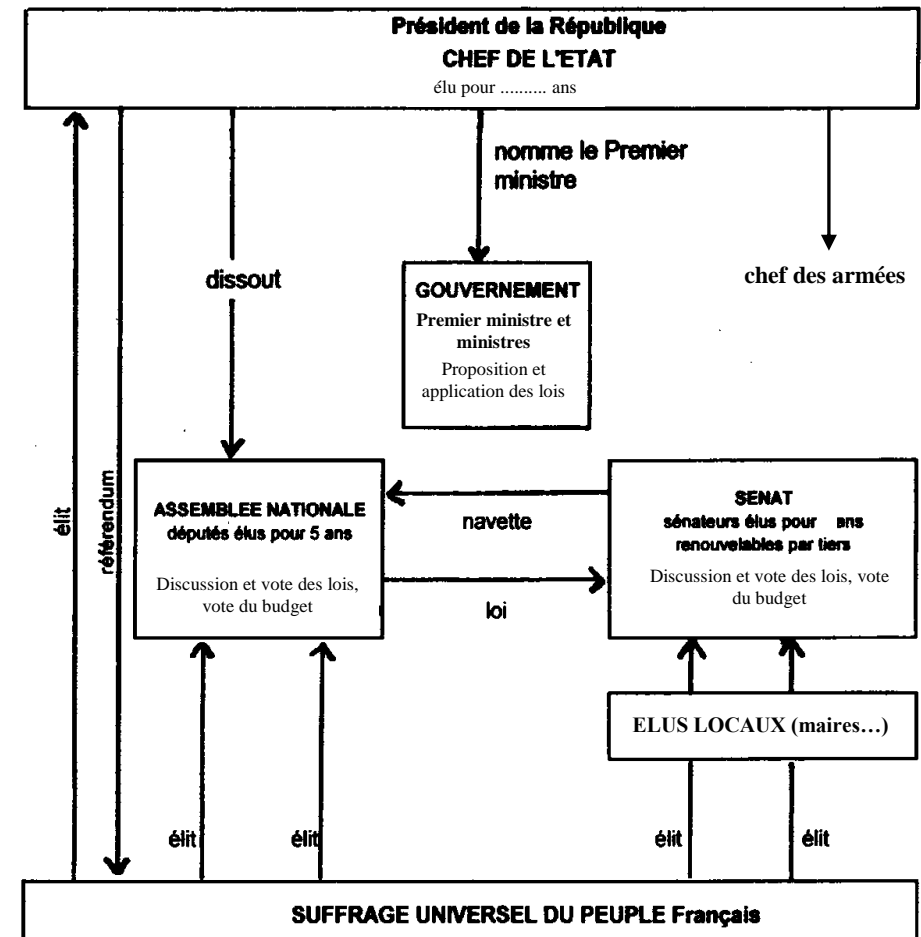 Président de la République
CHEF DE L'ETAT
élu pour .......... ans
nomme le Premier
ministre
dissout
chef des armées
GOUVERNEMENT
Premier ministre et
ministres
Proposition et
application des lois
élit
référendum
ASSEMBLEE NATIONALE
députés élus pour 5 ans
Discussion et vote des lois,
vote du budget
navette
loi
SENAT
sénateurs élus pour ans
renouvelables par tiers
Discussion et vote des lois, vote
du budget
ELUS LOCAUX (maires…)
élit
élit
élit
élit
SUFFRAGE UNIVERSEL DU PEUPLE Français